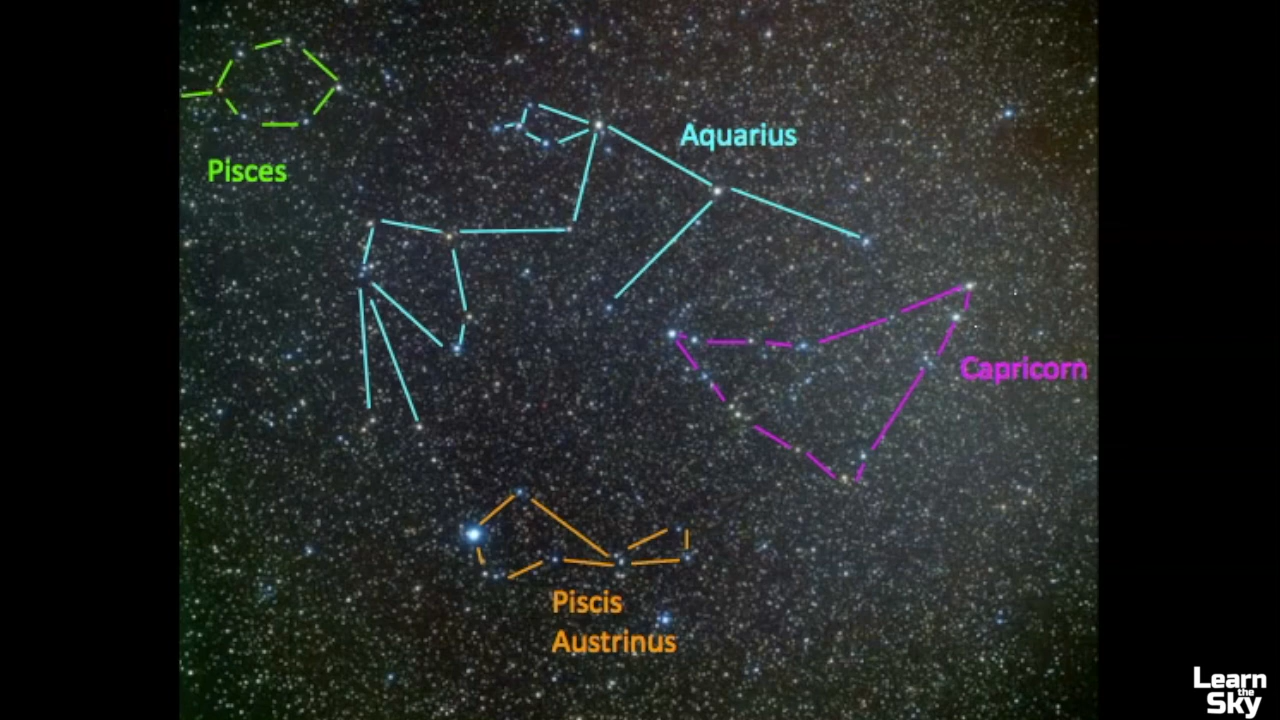 Aquarius
Pisces
Capricorn
Piscis
Austrinus
Learn
the
Sky